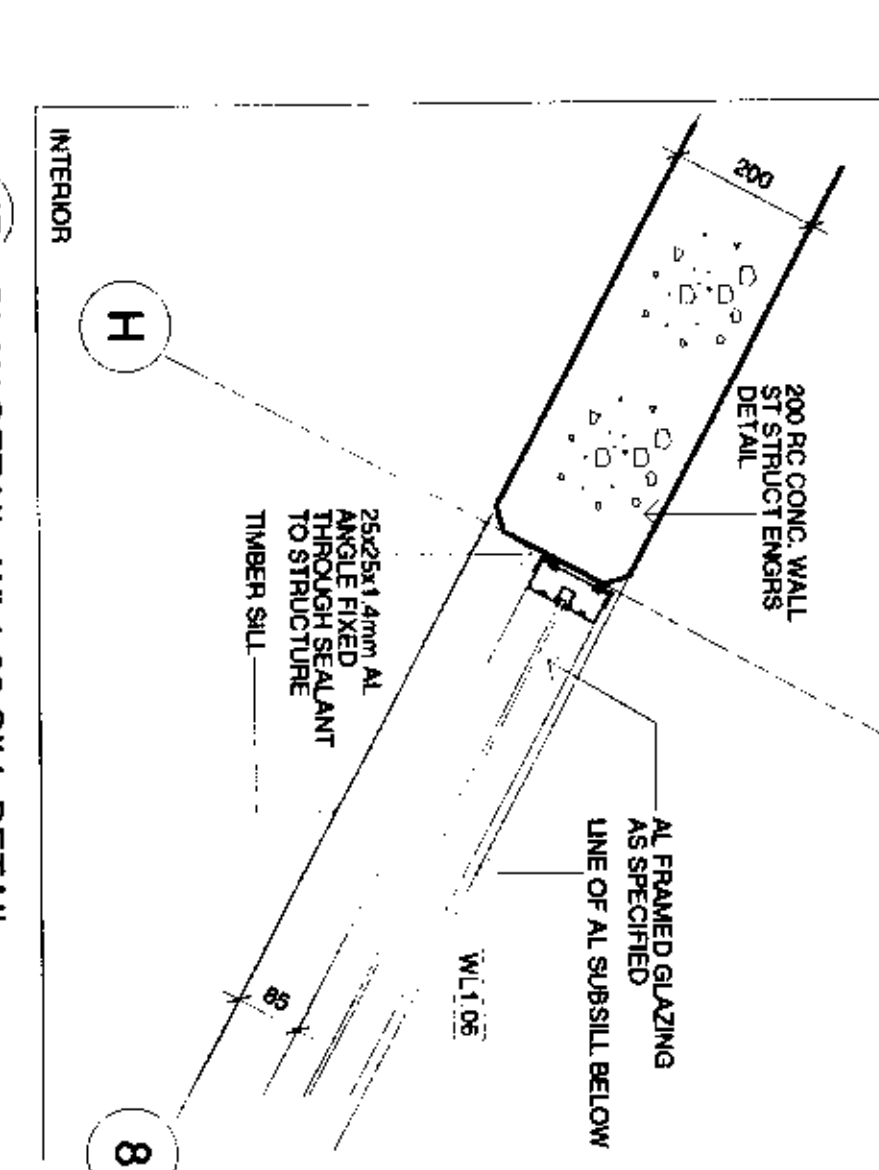 INTERIOR
H
200
200 RC CONC. WALL
ST STRUCT ENGRS
DETAIL
25x25x1.4mm AL
ANGLE FIXED
THROUGH SEALANT
TO STRUCTURE
TIMBER SILL
AL FRAMED GLAZING
AS SPECIFIED
LINE OF AL SUBSILL BELOW
WL1.06
85
8